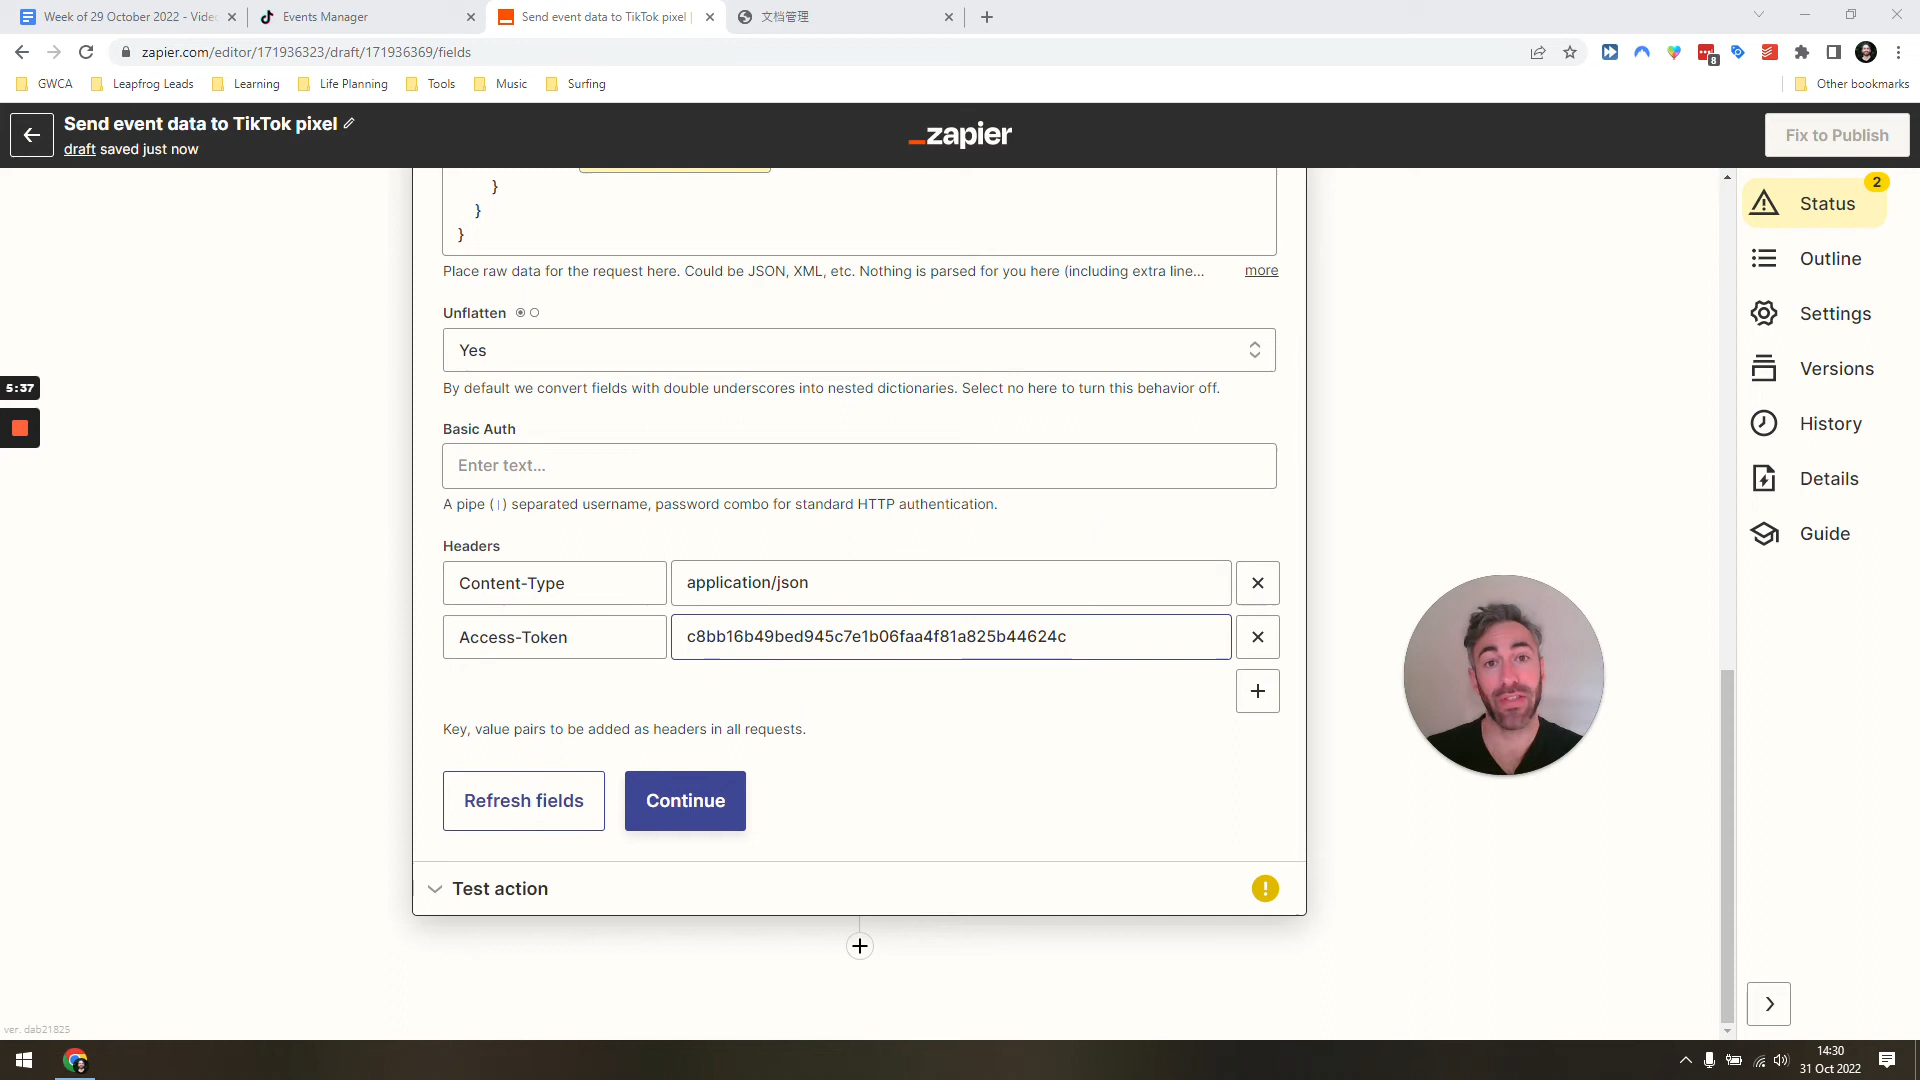 Week of 29 October 2022 - Vide
Events Manager
Send event data to TikTok pixel |
文档管理
zapier.com/editor/171936323/draft/171936369/fields
8
GWCA
Leapfrog Leads
Learning
Life Planning
Tools
Music
Surfing
Other bookmarks
Send event data to TikTok pixel
draft saved just now
_zapier
Fix to Publish
}
}
}
Place raw data for the request here. Could be JSON, XML, etc. Nothing is parsed for you here (including extra line...
more
Unflatten
Yes
By default we convert fields with double underscores into nested dictionaries. Select no here to turn this behavior off.
Basic Auth
Enter text...
A pipe (|) separated username, password combo for standard HTTP authentication.
Headers
Content-Type
application/json
Access-Token
c8bb16b49bed945c7e1b06faa4f81a825b44624c
Key, value pairs to be added as headers in all requests.
Refresh fields
Continue
Test action
5:37
2
Status
Outline
Settings
Versions
History
Details
Guide
ver. dab21825
14:30
31 Oct 2022